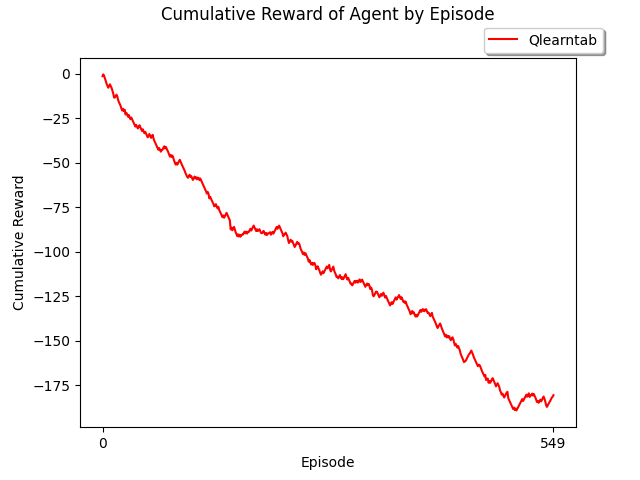 Cumulative Reward of Agent by Episode
Qlearntab
0
−25
−50
−75
−100
−125
−150
−175
Cumulative Reward
0
549
Episode